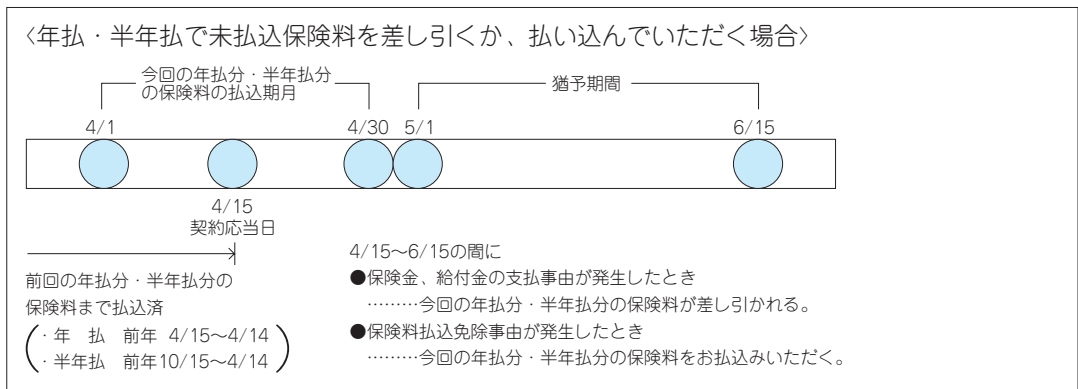 〈年払・半年払で未払込保険料を差し引くか、払い込んでいただく場合〉
今回の年払分・半年払分
の保険料の払込期月
猶予期間
4/1
4/30
5/1
6/15
4/15
契約応当日
前回の年払分・半年払分の
保険料まで払込済
・年　払　前年 4/15〜4/14
・半年払　前年10/15〜4/14
4/15〜6/15の間に
●保険金、給付金の支払事由が発生したとき
………今回の年払分・半年払分の保険料が差し引かれる。
●保険料払込免除事由が発生したとき
………今回の年払分・半年払分の保険料をお払込みいただく。